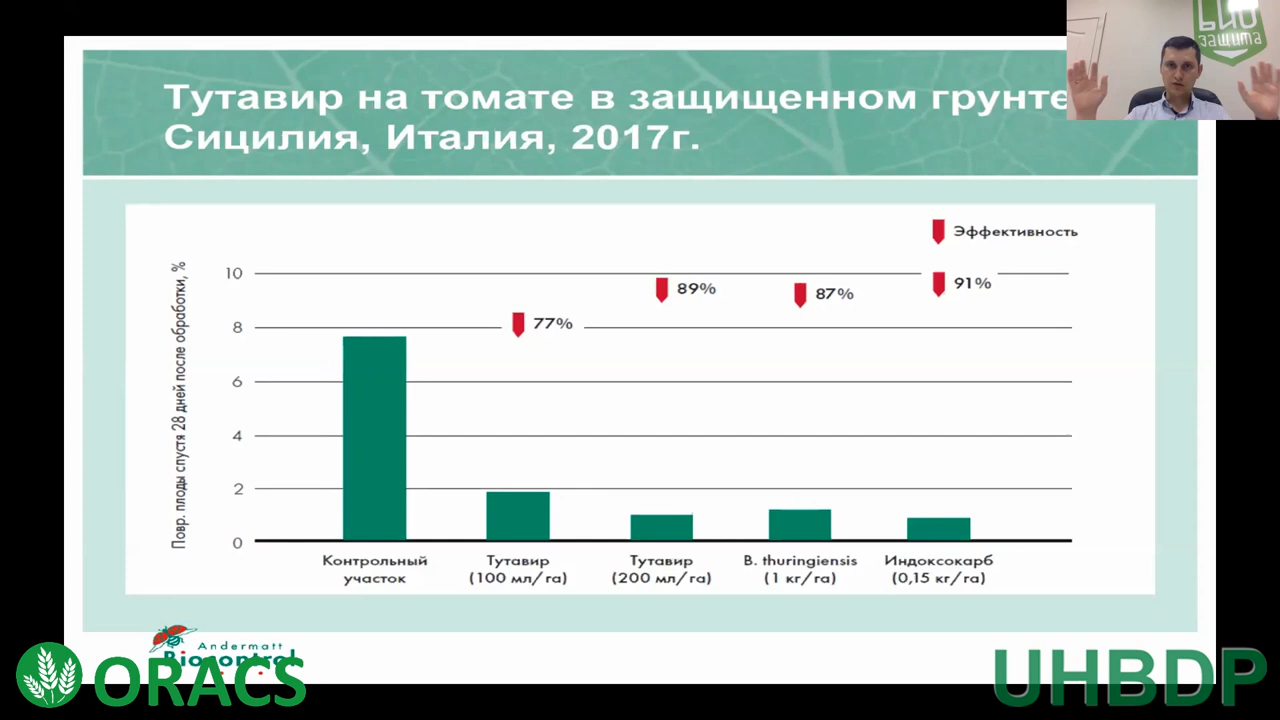 БИО
защита
Тутавир на томате в защищенном грунте
Сицилия, Италия, 2017г.
Эффективность
Повр. плоды спустя 28 дней после обработки, %
10
8
6
4
2
0
77%
89%
87%
91%
Контрольный
участок
Тутавир
(100 мл/га)
Тутавир
(200 мл/га)
B. thuringiensis
(1 кг/га)
Индоксокарб
(0,15 кг/га)
Andermatt
Biocontrol
ORACS
UHBDP